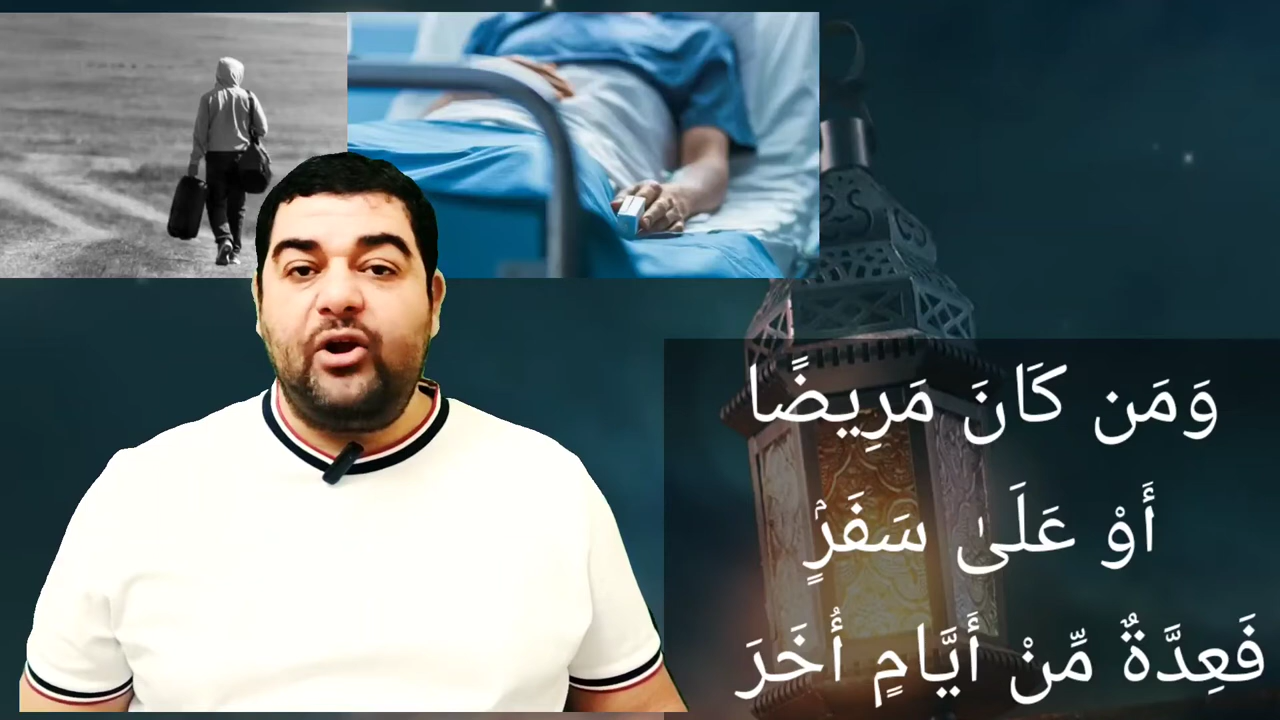 وَمَن كَانَ مَرِيضًا
أَوْ عَلَىٰ سَفَرٍۢ
فَعِدَّةٌ مِّنْ أَيَّامٍ أُخَرَ